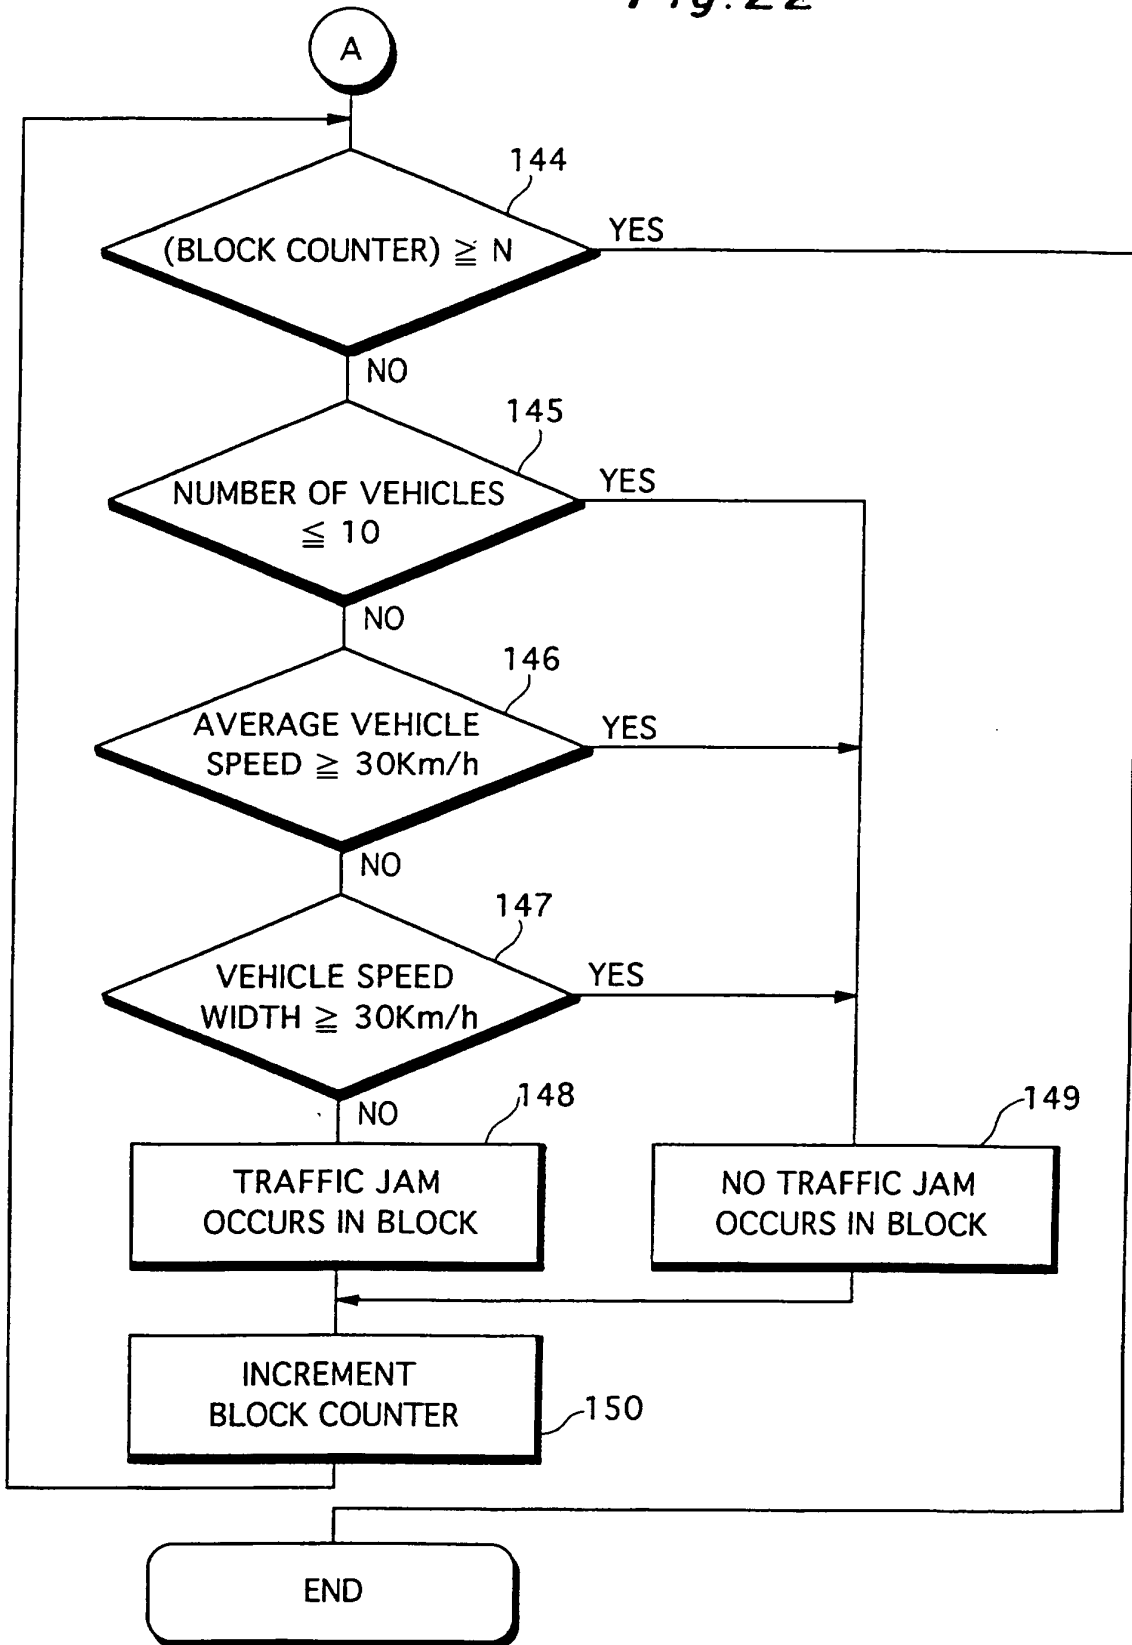 Fig. 22
A
144
(BLOCK COUNTER) ≧ N
YES
NO
145
NUMBER OF VEHICLES
≦ 10
YES
NO
146
AVERAGE VEHICLE
SPEED ≧ 30Km/h
YES
NO
147
VEHICLE SPEED
WIDTH ≧ 30Km/h
YES
NO
148
TRAFFIC JAM
OCCURS IN BLOCK
149
NO TRAFFIC JAM
OCCURS IN BLOCK
INCREMENT
BLOCK COUNTER
150
END